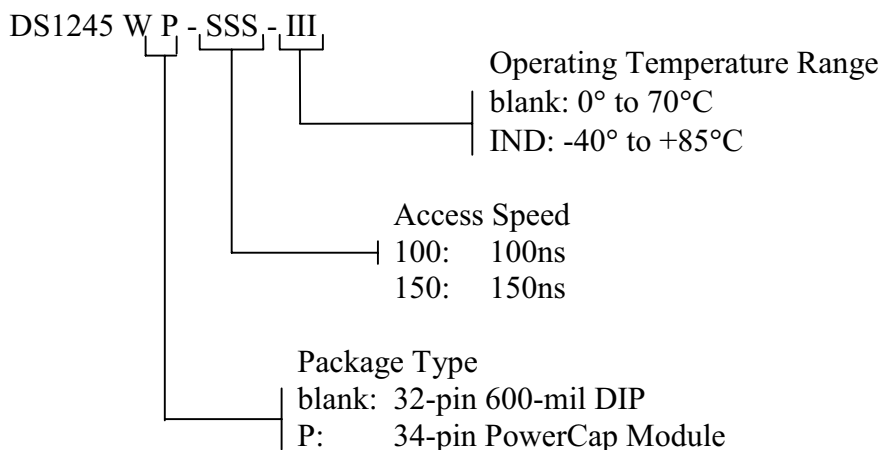 DS1245 W P - SSS - III
Operating Temperature Range
blank: 0° to 70°C
IND: -40° to +85°C
Access Speed
100: 100ns
150: 150ns
Package Type
blank: 32-pin 600-mil DIP
P: 34-pin PowerCap Module